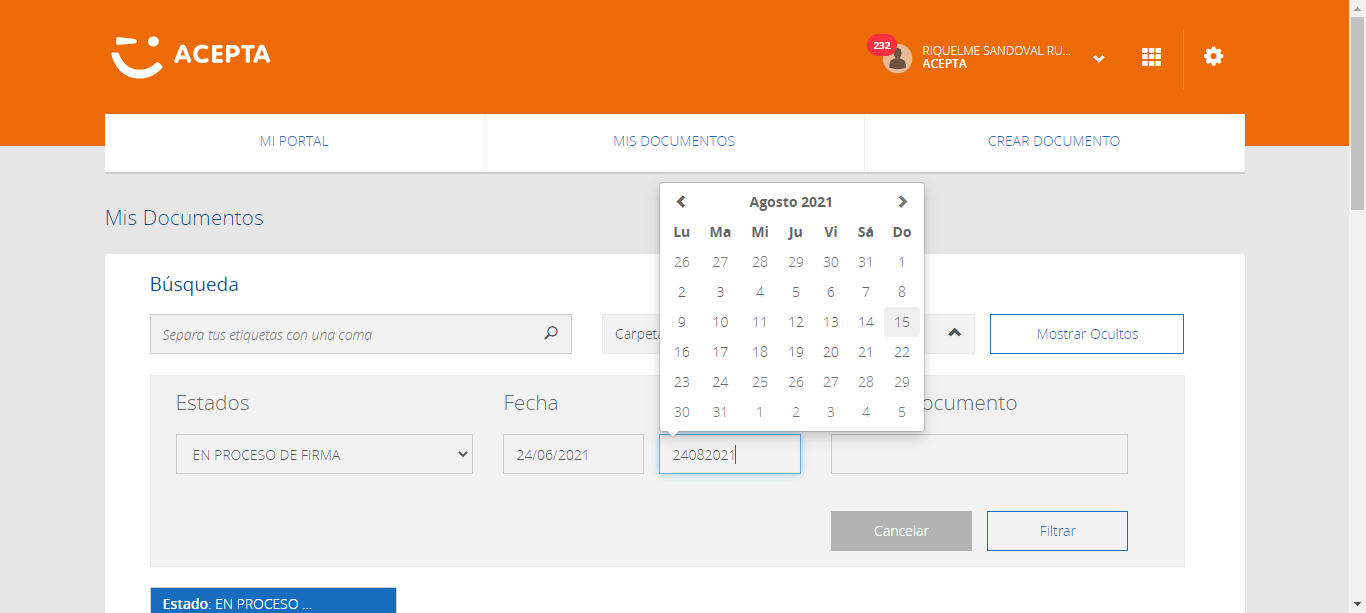 ACEPTA
232
RIQUELME SANDOVAL RU...
ACEPTA
MI PORTAL
MIS DOCUMENTOS
CREAR DOCUMENTO
Mis Documentos
Agosto 2021
Lu Ma Mi Ju Vi Sá Do
26 27 28 29 30 31 1
2 3 4 5 6 7 8
9 10 11 12 13 14 15
16 17 18 19 20 21 22
23 24 25 26 27 28 29
30 31 1 2 3 4 5
Búsqueda
Separa tus etiquetas con una coma
Carpeta
Mostrar Ocultos
Estados
Fecha
ocumento
EN PROCESO DE FIRMA
24/06/2021
24082021
Cancelar
Filtrar
Estado: EN PROCESO ...